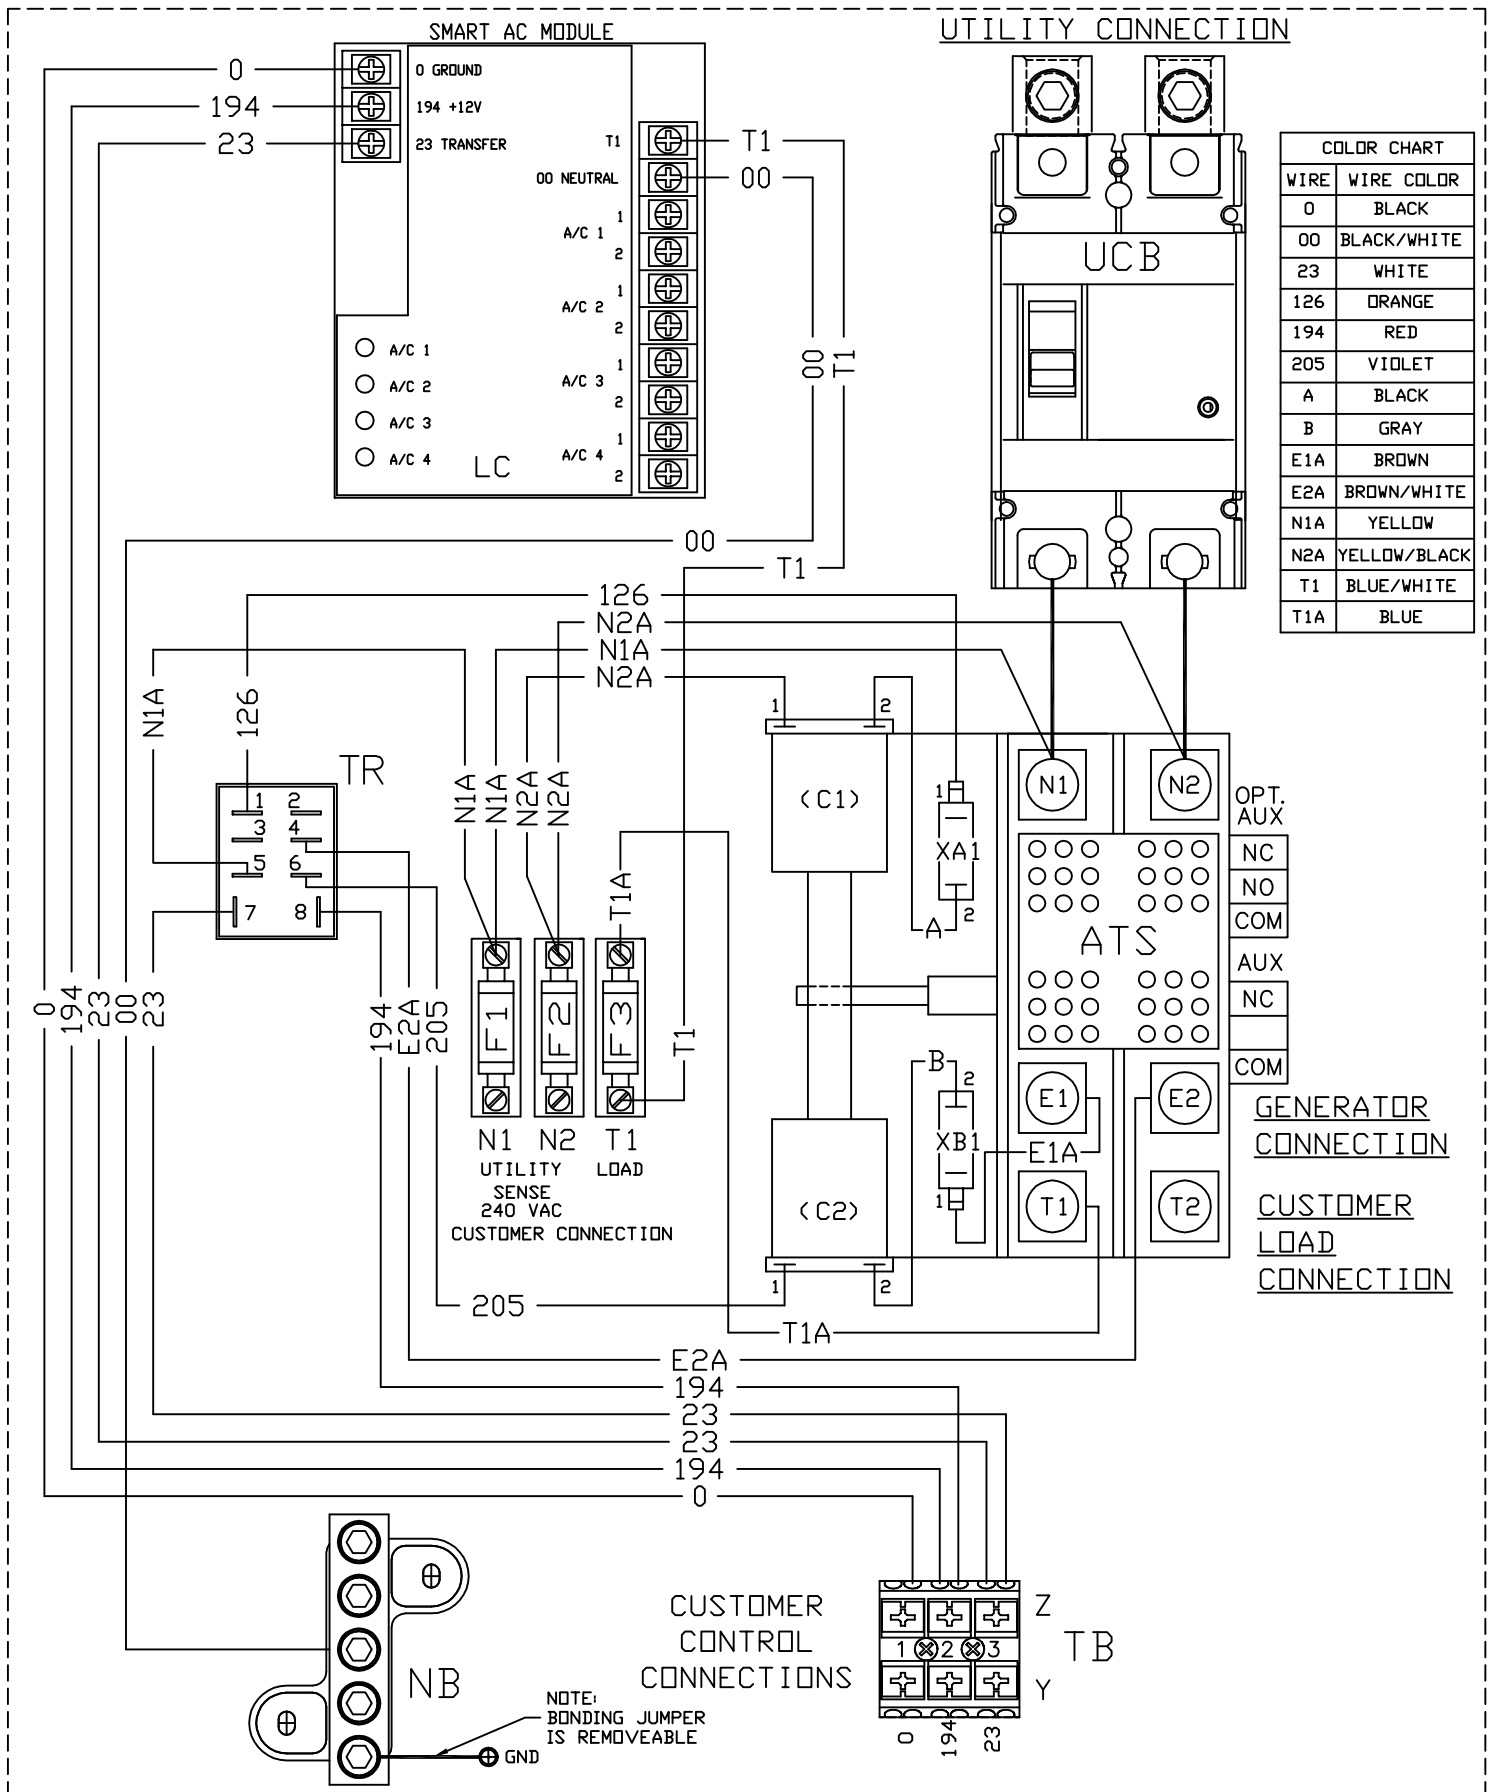 SMART AC MODULE
UTILITY CONNECTION
0
0 GROUND
194
194 +12V
23
23 TRANSFER
T1
T1
00 NEUTRAL
00
1
A/C 1
2
1
A/C 2
2
1
A/C 3
2
1
A/C 4
2
A/C 1
A/C 2
A/C 3
A/C 4
LC
00
T1
UCB
COLOR CHART
WIRE WIRE COLOR
0 BLACK
00 BLACK/WHITE
23 WHITE
126 ORANGE
194 RED
205 VIOLET
A BLACK
B GRAY
E1A BROWN
E2A BROWN/WHITE
N1A YELLOW
N2A YELLOW/BLACK
T1 BLUE/WHITE
T1A BLUE
00
T1
126
N2A
N1A
N2A
N1A
126
TR
1 2
3 4
5 6
7 8
N1A
N1A
N2A
N2A
T1A
1 2
(C1)
1
XA1
2
A
N1 N2
OPT.
AUX
NC
NO
COM
ATS
AUX
NC
COM
0
194
23
00
23
194
E2A
205
F1
F2
F3
T1
N1 N2 T1
UTILITY LOAD
SENSE
240 VAC
CUSTOMER CONNECTION
B
2
XB1
1
E1 E2
E1A
T1 T2
(C2)
1 2
GENERATOR
CONNECTION
CUSTOMER
LOAD
CONNECTION
205
T1A
E2A
194
23
23
194
0
NB
NOTE:
BONDING JUMPER
IS REMOVEABLE
GND
CUSTOMER
CONTROL
CONNECTIONS
Z
1 2 3
TB
Y
0
194
23